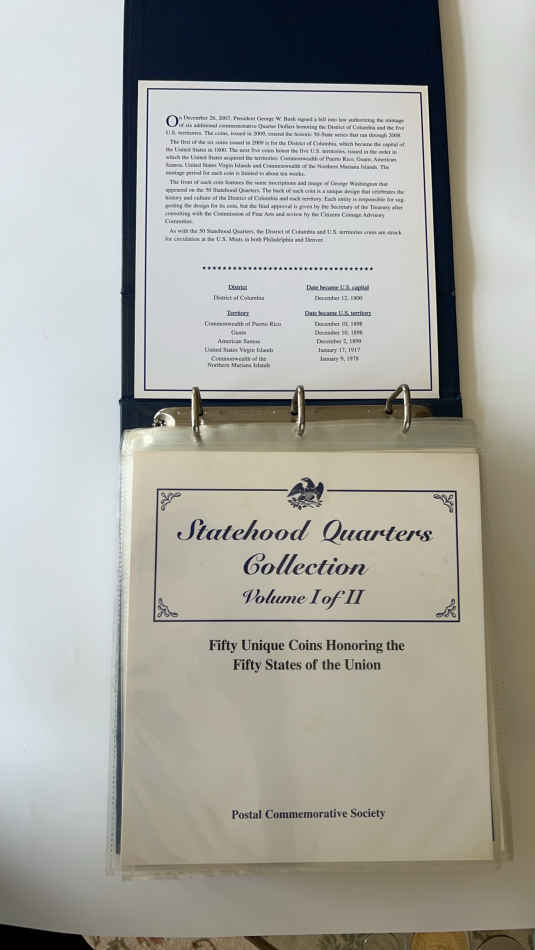 On December 26, 2007, President George W. Bush signed a bill into law authorizing the mintage
of six additional commemorative Quarter Dollars honoring the District of Columbia and the five
U.S. territories. The coins, issued in 2009, extend the historic 50-State series that ran through 2008.
The first of the six coins issued in 2009 is for the District of Columbia, which became the capital of
the United States in 1800. The next five coins honor the five U.S. territories, issued in the order in
which the United States acquired the territories: Commonwealth of Puerto Rico, Guam, American
Samoa, United States Virgin Islands and Commonwealth of the Northern Mariana Islands. The
mintage period for each coin is limited to about ten weeks.
The front of each coin features the same inscriptions and image of George Washington that
appeared on the 50 Statehood Quarters. The back of each coin is a unique design that celebrates the
history and culture of the District of Columbia and each territory. Each entity is responsible for sug-
gesting the design for its coin, but the final approval is given by the Secretary of the Treasury after
consulting with the Commission of Fine Arts and review by the Citizens Coinage Advisory
Committee.
As with the 50 Statehood Quarters, the District of Columbia and U.S. territories coins are struck
for circulation at the U.S. Mints in both Philadelphia and Denver.
District Date became U.S. capital
District of Columbia December 12, 1800
Territory Date became U.S. territory
Commonwealth of Puerto Rico December 10, 1898
Guam December 10, 1898
American Samoa December 2, 1899
United States Virgin Islands January 17, 1917
Commonwealth of the January 9, 1978
Northern Mariana Islands
Statehood Quarters
Collection
Volume I of II
Fifty Unique Coins Honoring the
Fifty States of the Union
Postal Commemorative Society